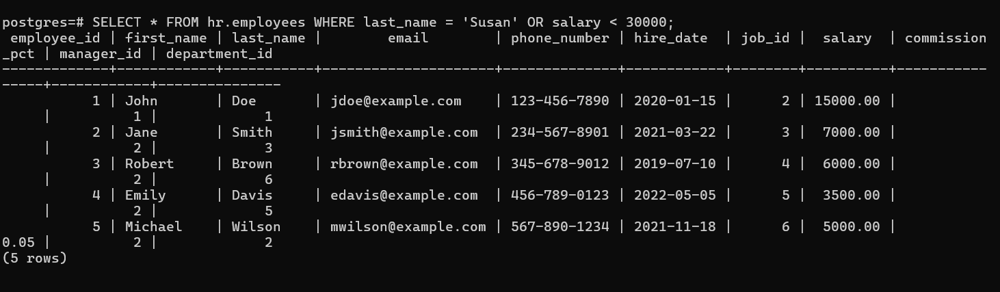 postgres=# SELECT * FROM hr.employees WHERE last_name = 'Susan' OR salary < 30000;
 employee_id | first_name | last_name |        email        | phone_number | hire_date  | job_id |  salary  | commission
_pct | manager_id | department_id
-------------+------------+-----------+---------------------+--------------+------------+--------+----------+-----------
-----+------------+---------------
           1 | John       | Doe       | jdoe@example.com    | 123-456-7890 | 2020-01-15 |      2 | 15000.00 |
     |          1 |             1
           2 | Jane       | Smith     | jsmith@example.com  | 234-567-8901 | 2021-03-22 |      3 |  7000.00 |
     |          2 |             3
           3 | Robert     | Brown     | rbrown@example.com  | 345-678-9012 | 2019-07-10 |      4 |  6000.00 |
     |          2 |             6
           4 | Emily      | Davis     | edavis@example.com  | 456-789-0123 | 2022-05-05 |      5 |  3500.00 |
     |          2 |             5
           5 | Michael    | Wilson    | mwilson@example.com | 567-890-1234 | 2021-11-18 |      6 |  5000.00 |
0.05 |          2 |             2
(5 rows)